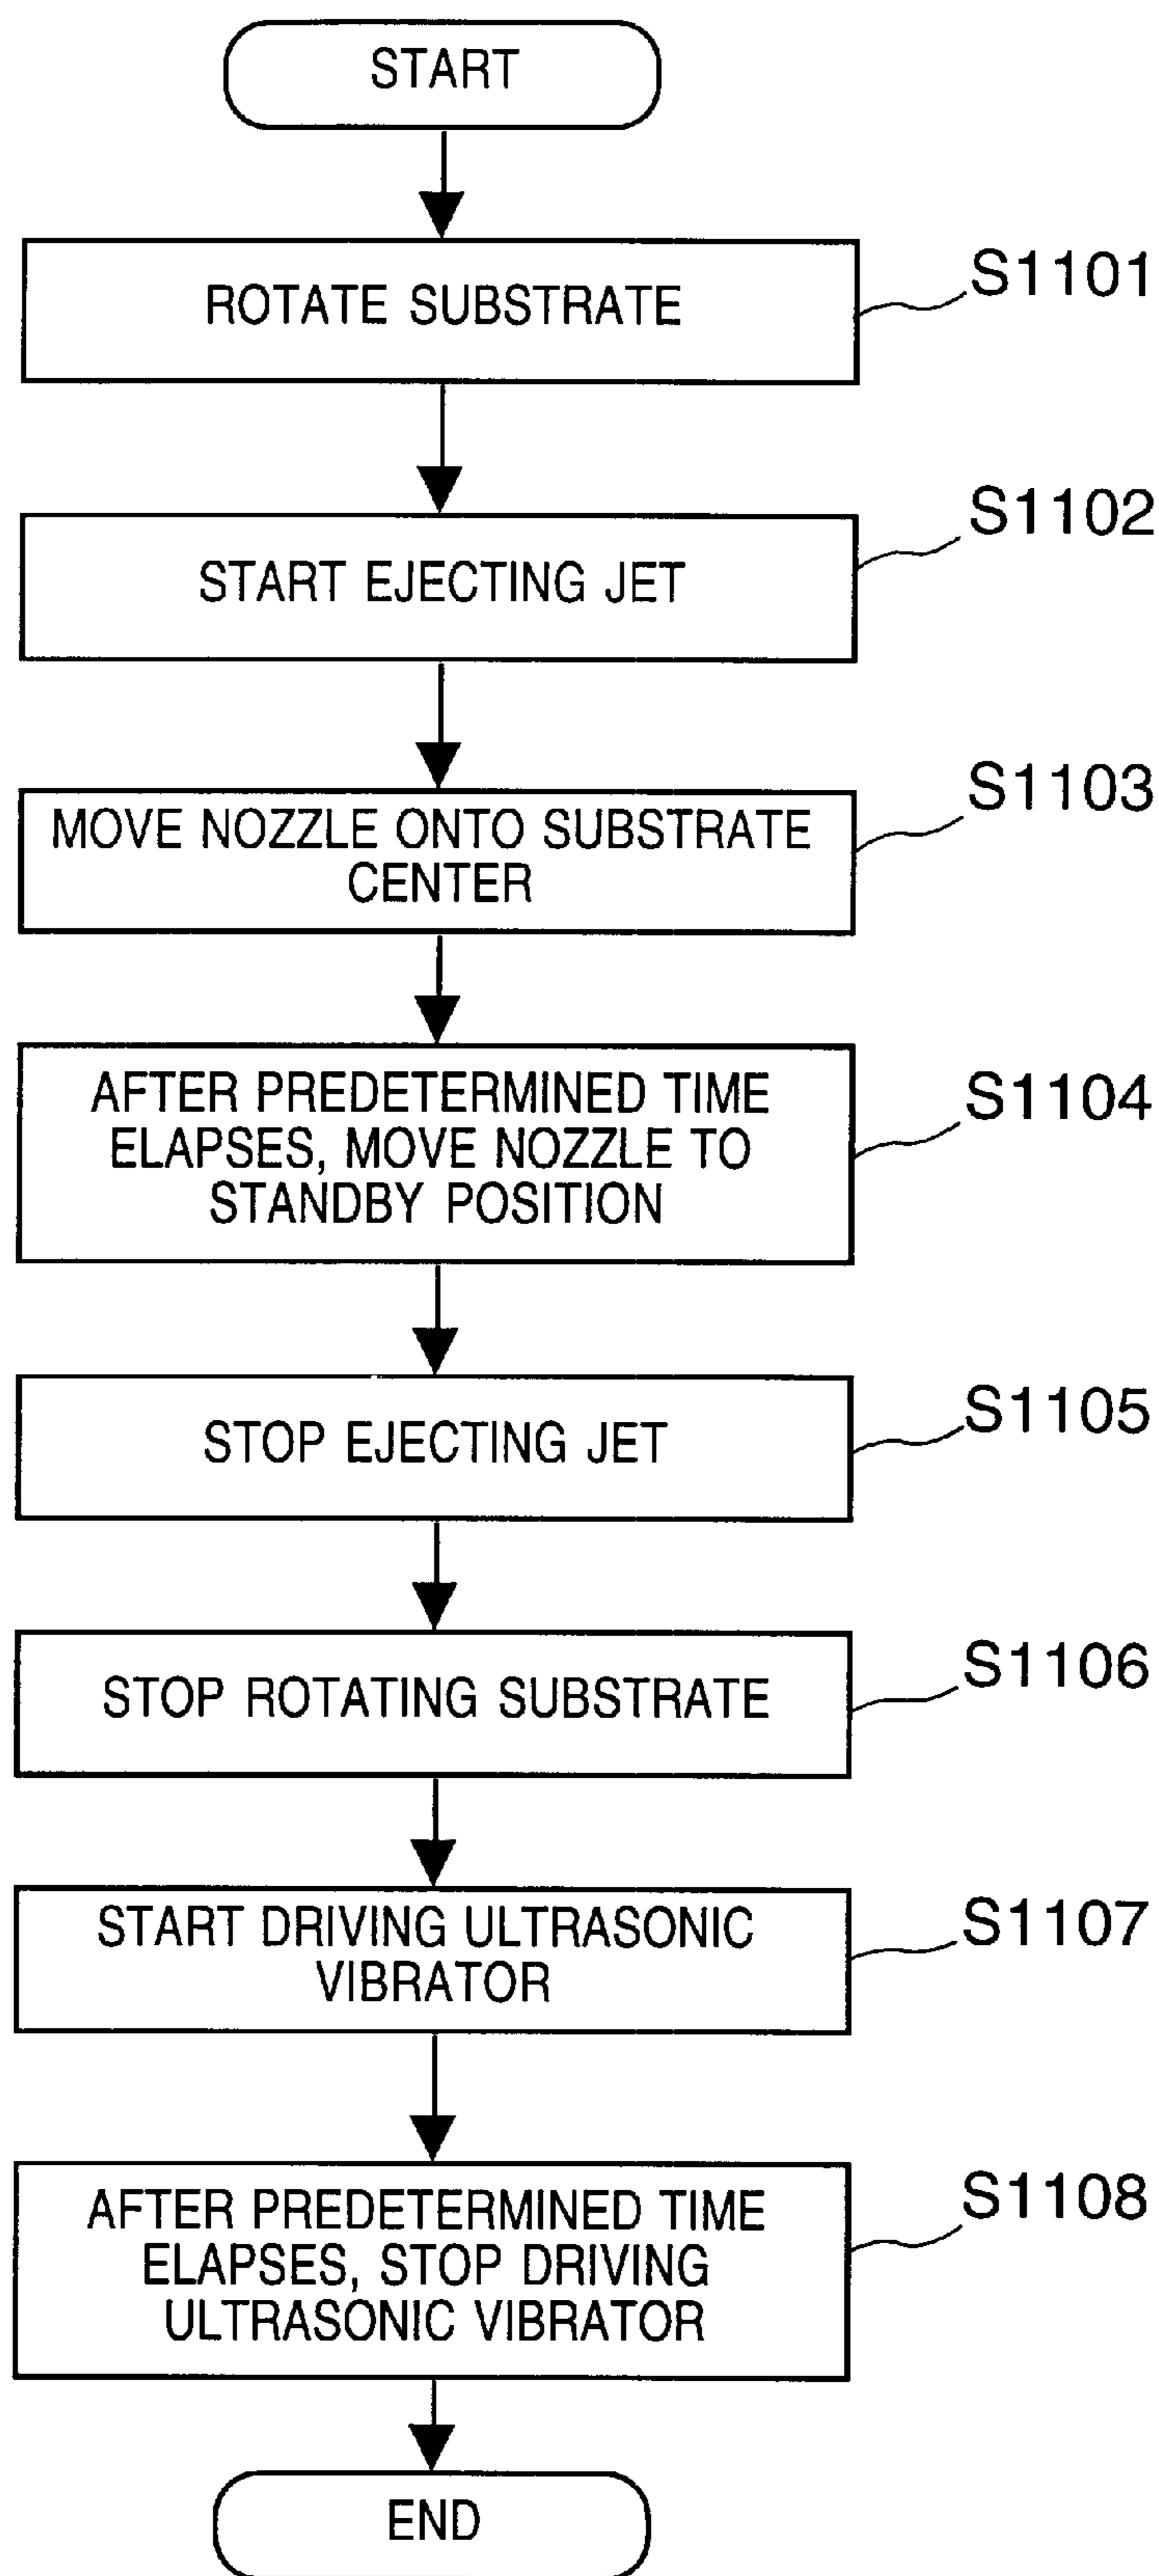 START
ROTATE SUBSTRATE
S1101
START EJECTING JET
S1102
MOVE NOZZLE ONTO SUBSTRATE
CENTER
S1103
AFTER PREDETERMINED TIME
ELAPSES, MOVE NOZZLE TO
STANDBY POSITION
S1104
STOP EJECTING JET
S1105
STOP ROTATING SUBSTRATE
S1106
START DRIVING ULTRASONIC
VIBRATOR
S1107
AFTER PREDETERMINED TIME
ELAPSES, STOP DRIVING
ULTRASONIC VIBRATOR
S1108
END